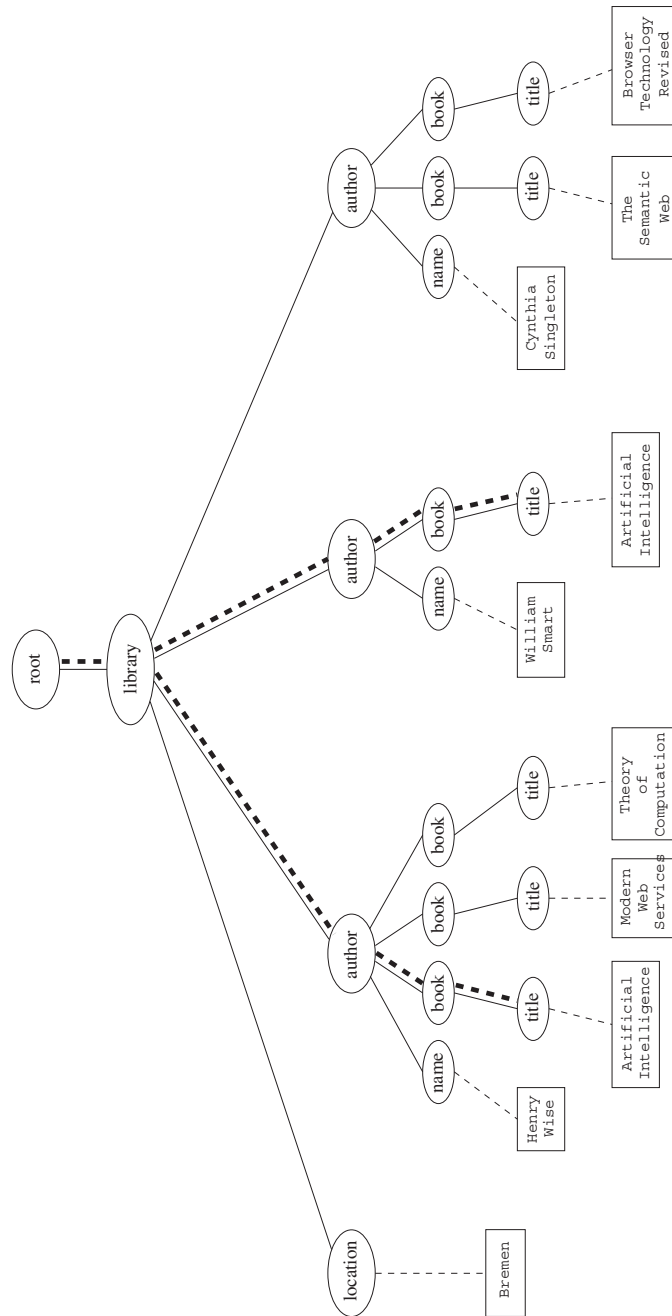 root
library
location
author
author
author
name
book
book
book
name
book
name
book
book
title
title
title
title
title
title
Bremen
Henry
Wise
William
Smart
Cynthia
Singleton
Artificial
Intelligence
Modern
Web
Services
Theory
of
Computation
Artificial
Intelligence
The
Semantic
Web
Browser
Technology
Revised